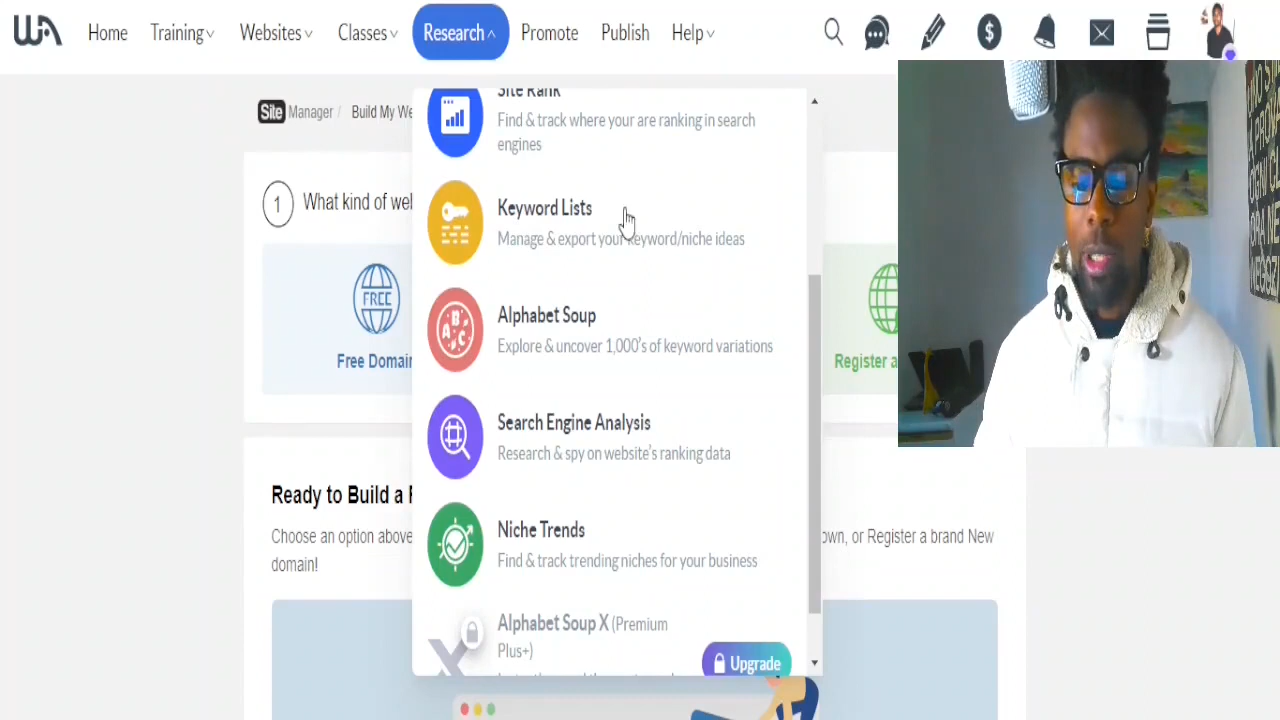 WA Home Training Websites Classes Research Promote Publish Help
Site Manager / Build My We
1 What kind of wel
FREE
Free Domain
Register a
Site Rank
Find & track where your are ranking in search
engines
Keyword Lists
Manage & export your keyword/niche ideas
A B C
Alphabet Soup
Explore & uncover 1,000's of keyword variations
Search Engine Analysis
Research & spy on website's ranking data
Niche Trends
Find & track trending niches for your business
Alphabet Soup X (Premium
Plus+)
Upgrade
Ready to Build a
Choose an option above
own, or Register a brand New
domain!